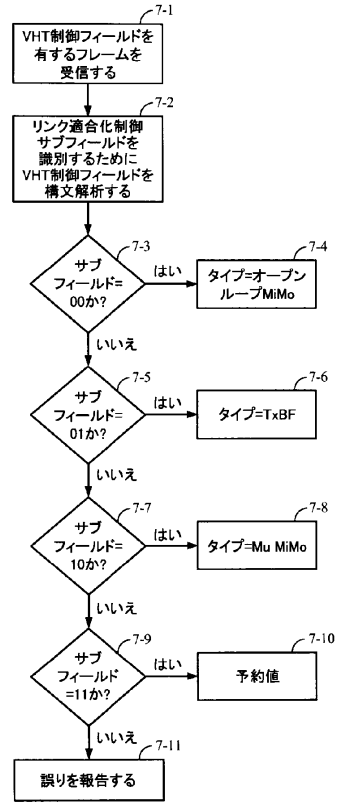 7-1
VHT制御フィールドを
有するフレームを
受信する
7-2
リンク適合化制御
サブフィールドを
識別するために
VHT制御フィールドを
構文解析する
7-3
サブ
フィールド=
00か?
はい
7-4
タイプ=オープン
ループMiMo
いいえ
7-5
サブ
フィールド=
01か?
はい
7-6
タイプ=TxBF
いいえ
7-7
サブ
フィールド=
10か?
はい
7-8
タイプ=Mu MiMo
いいえ
7-9
サブ
フィールド
=11か?
はい
7-10
予約値
いいえ
7-11
誤りを報告する